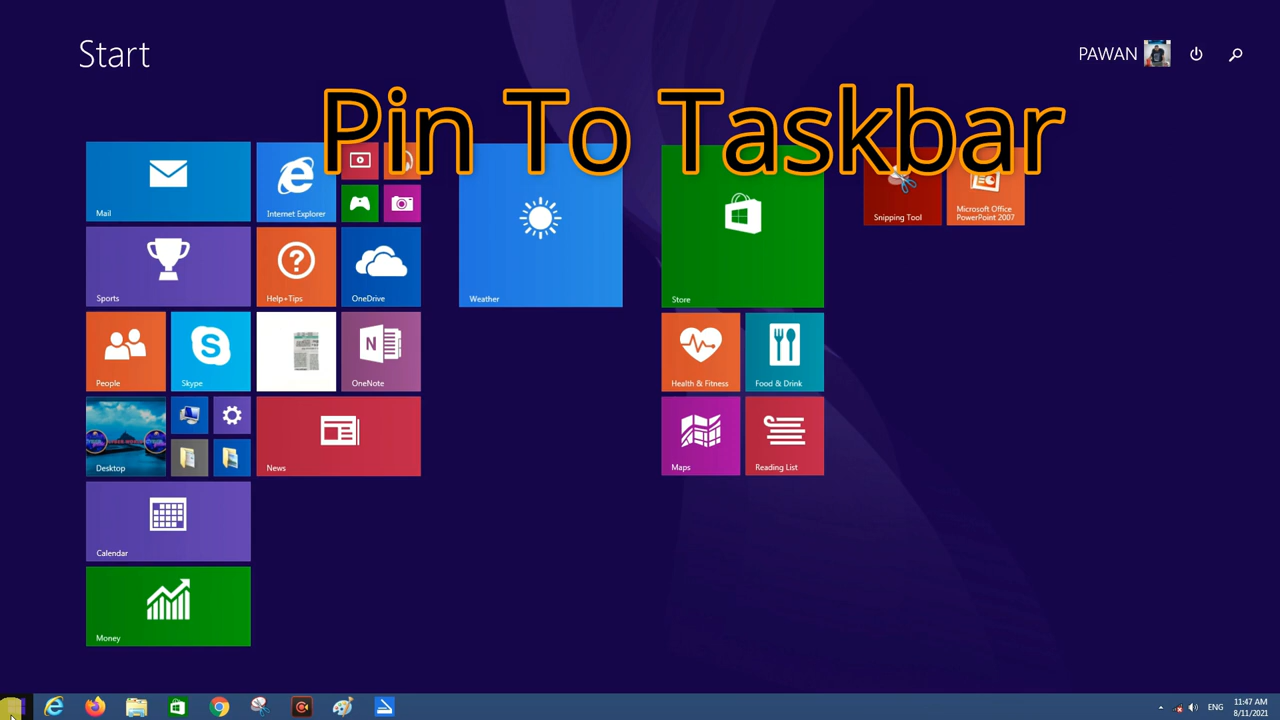 Start
PAWAN
Pin To Taskbar
Mail
Internet Explorer
Snipping Tool
Microsoft Office
PowerPoint 2007
Sports
Help+Tips
OneDrive
Weather
Store
People
Skype
OneNote
Health & Fitness
Food & Drink
Desktop
News
Maps
Reading List
Calendar
Money
ENG
11:47 AM
8/11/2021